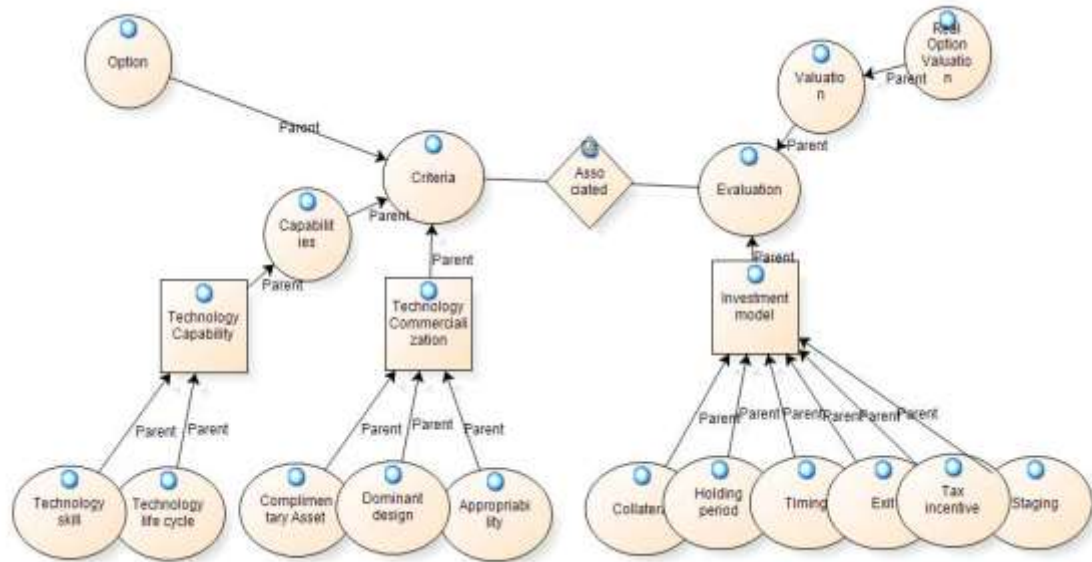 Real
Option
Valuatio
n
Option
Valuatio
n
Parent
Parent
Parent
Criteria
Asso
ciated
Evaluation
Capabilit
ies
Parent
Parent
Parent
Parent
Technology
Capability
Technology
Commerciali
zation
Investment
model
Parent
Parent
Parent
Parent
Parent
Parent
Parent
Parent
Parent
Parent
Parent
Technology
skill
Technology
life cycle
Complimen
tary Asset
Dominant
design
Appropriabi
lity
Collateral
Holding
period
Timing
Exit
Tax
incentive
Staging